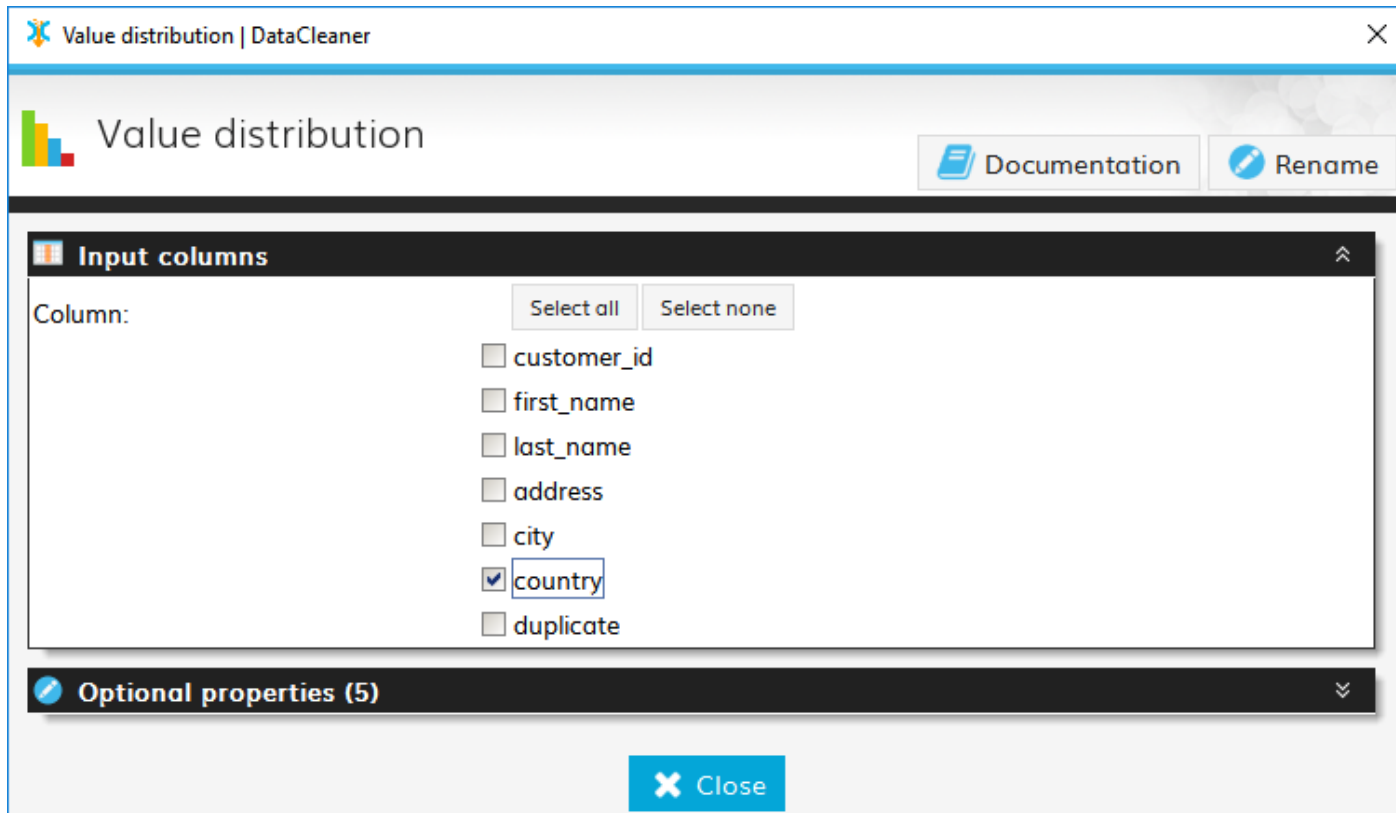 Value distribution | DataCleaner
Value distribution
Documentation
Rename
Input columns
Column:
Select all
Select none
customer_id
first_name
last_name
address
city
country
duplicate
Optional properties (5)
Close